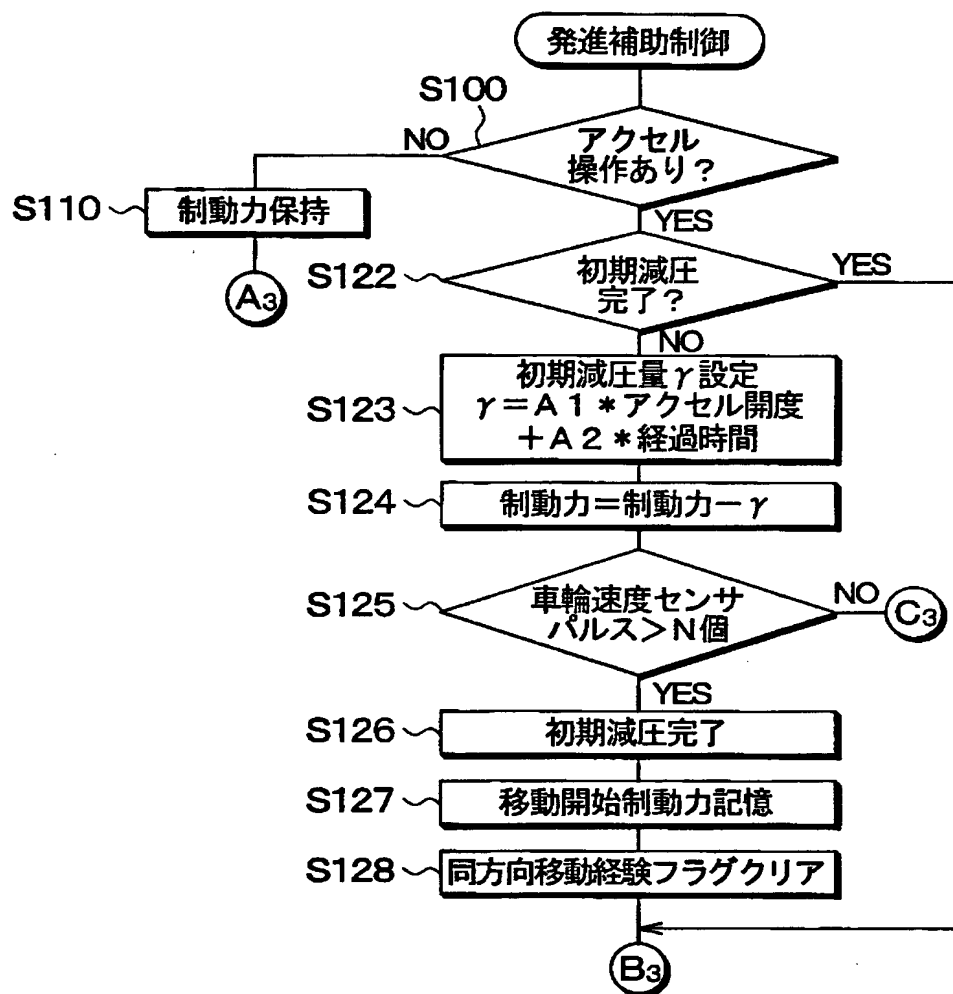 発進補助制御
S100
NO
アクセル
操作あり?
S110
制動力保持
YES
A3
S122
初期減圧
完了?
YES
NO
S123
初期減圧量γ設定
γ=A1*アクセル開度
+A2*経過時間
S124
制動力=制動力-γ
S125
車輪速度センサ
パルス>N個
NO
C3
YES
S126
初期減圧完了
S127
移動開始制動力記憶
S128
同方向移動経験フラグクリア
B3